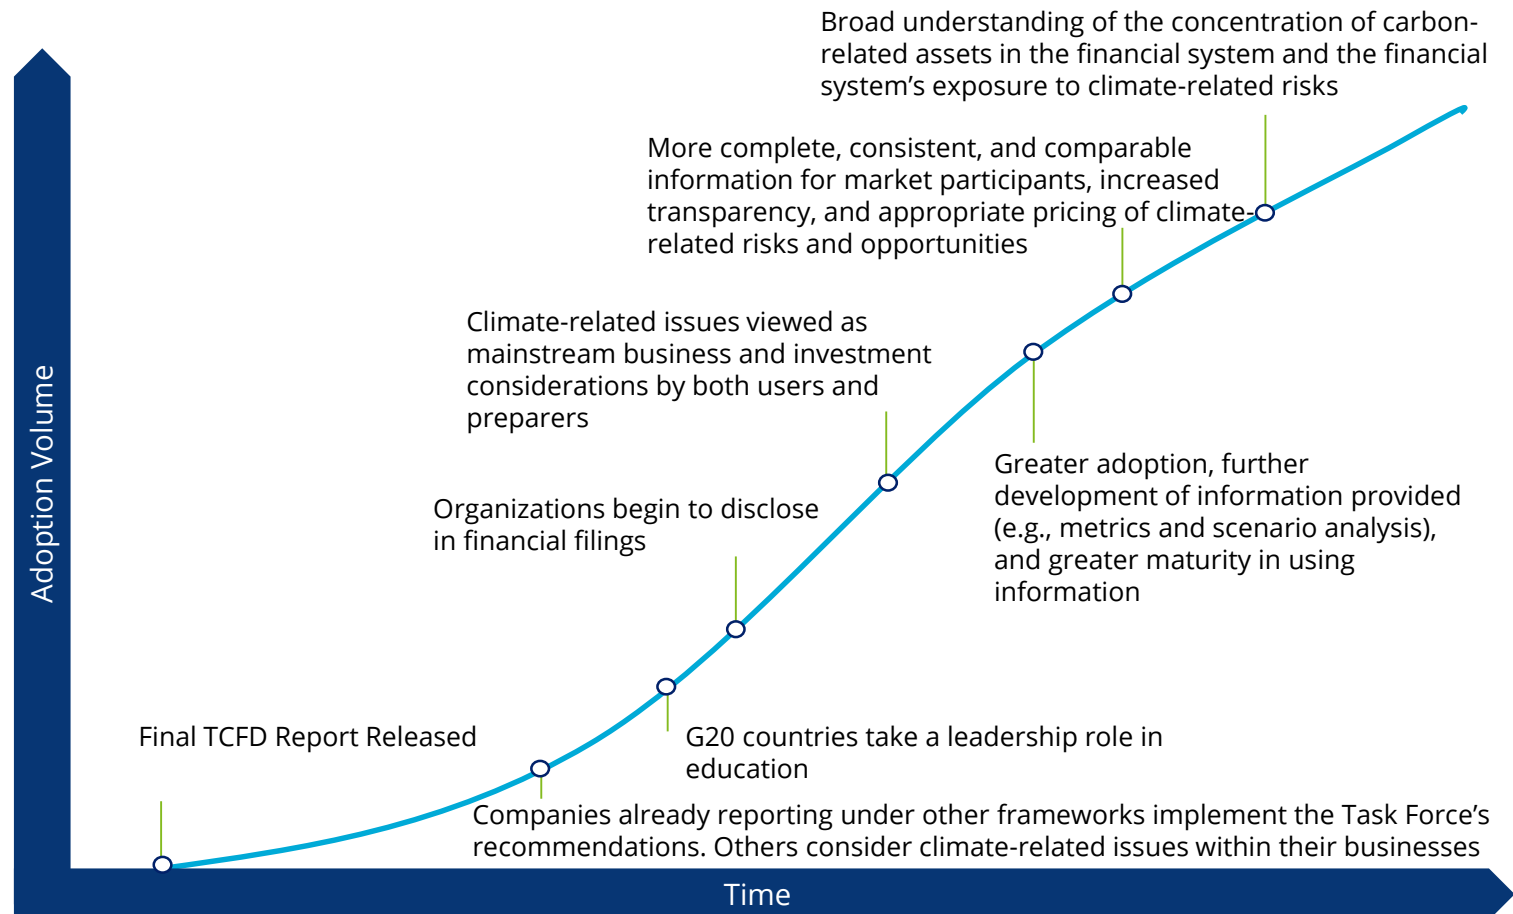 Broad understanding of the concentration of carbon-
related assets in the financial system and the financial
system’s exposure to climate-related risks
More complete, consistent, and comparable
information for market participants, increased
transparency, and appropriate pricing of climate-
related risks and opportunities
Climate-related issues viewed as
mainstream business and investment
considerations by both users and
preparers
Greater adoption, further
development of information provided
(e.g., metrics and scenario analysis),
and greater maturity in using
information
Organizations begin to disclose
in financial filings
Final TCFD Report Released
G20 countries take a leadership role in
education
Companies already reporting under other frameworks implement the Task Force’s
recommendations. Others consider climate-related issues within their businesses
Adoption Volume
Time